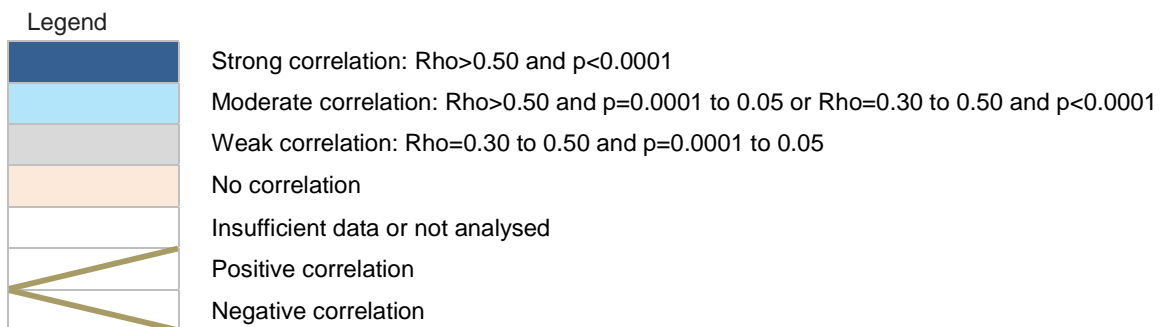 Legend
Strong correlation: Rho>0.50 and p<0.0001
Moderate correlation: Rho>0.50 and p=0.0001 to 0.05 or Rho=0.30 to 0.50 and p<0.0001
Weak correlation: Rho=0.30 to 0.50 and p=0.0001 to 0.05
No correlation
Insufficient data or not analysed
Positive correlation
Negative correlation